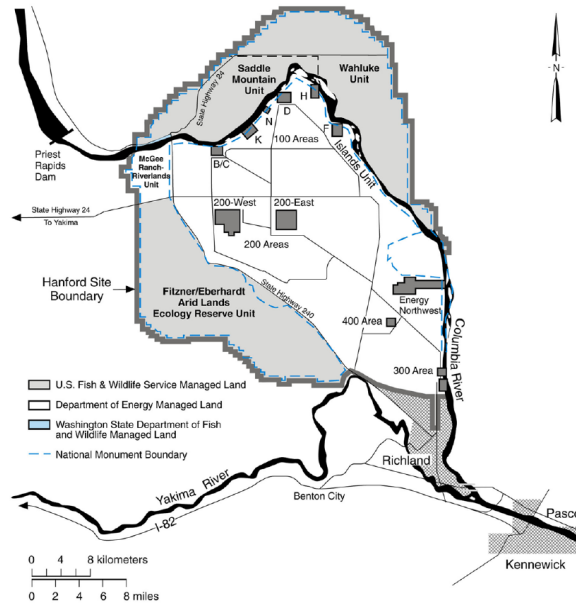 Saddle
Mountain
Unit
Wahluke
Unit
State Highway 24
N
H
D
N
K
F
100 Areas
B/C
Islands Unit
Priest
Rapids
Dam
McGee
Ranch-
Riverlands
Unit
State Highway 24
To Yakima
200-West
200-East
200 Areas
Hanford Site
Boundary
Fitzner/Eberhardt
Arid Lands
Ecology Reserve Unit
State Highway 240
Energy
Northwest
400 Area
300 Area
Columbia River
U.S. Fish & Wildlife Service Managed Land
Department of Energy Managed Land
Washington State Department of Fish
and Wildlife Managed Land
National Monument Boundary
Richland
Yakima River
Benton City
I-82
Pasco
Kennewick
0 4 8 kilometers
0 2 4 6 8 miles